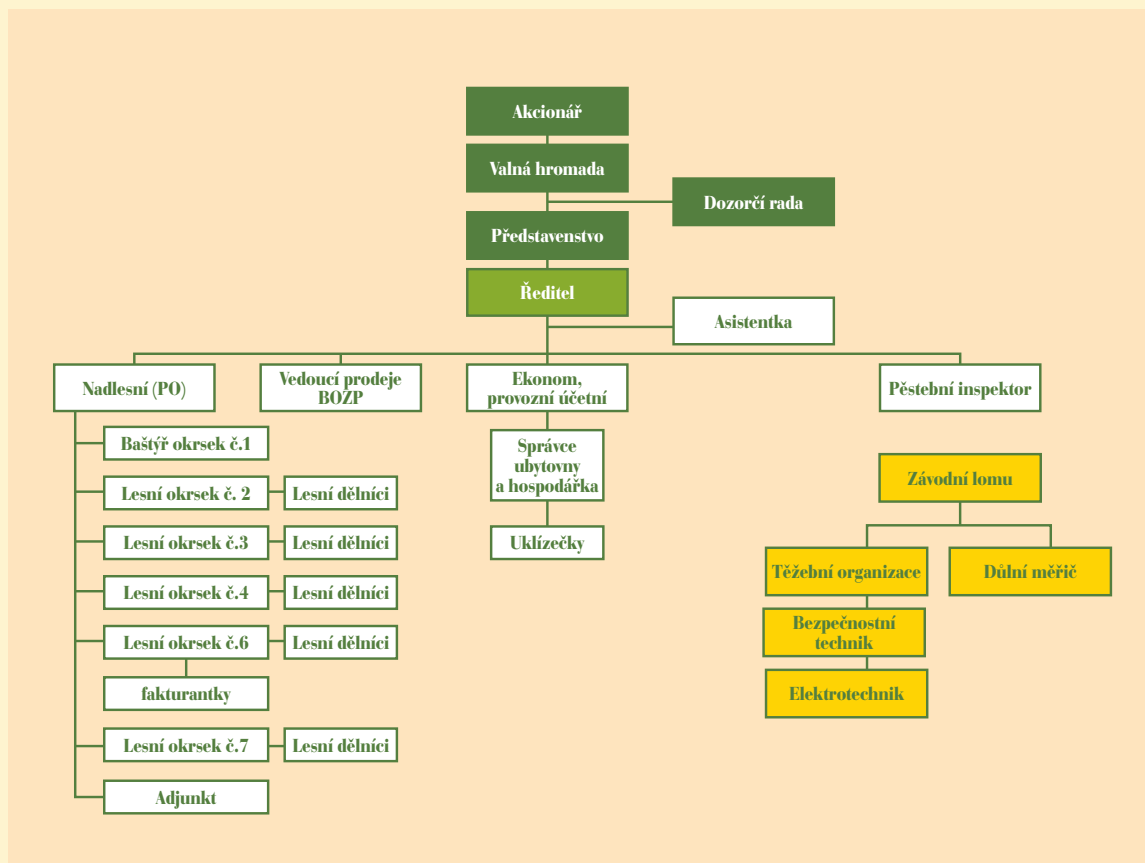 Akcionář
Valná hromada
Dozorčí rada
Představenstvo
Ředitel
Asistentka
Nadlesní (PO)
Vedoucí prodeje
BOZP
Ekonom,
provozní účetní
Pěstební inspektor
Baštýř okrsek č.1
Lesní okrsek č. 2
Lesní dělníci
Lesní okrsek č.3
Lesní dělníci
Lesní okrsek č.4
Lesní dělníci
Lesní okrsek č.6
Lesní dělníci
fakturantky
Lesní okrsek č.7
Lesní dělníci
Adjunkt
Správce
ubytovny
a hospodářka
Uklízečky
Závodní lomu
Těžební organizace
Důlní měřič
Bezpečnostní
technik
Elektrotechnik